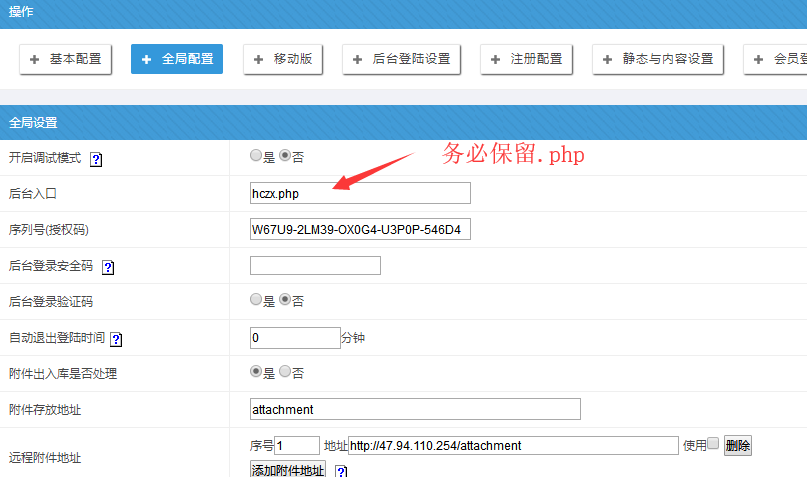 操作
+ 基本配置 + 全局配置 + 移动版 + 后台登陆设置 + 注册配置 + 静态与内容设置 + 会员登
全局设置
开启调试模式 ? 是 否 务必保留.php
后台入口 hczx.php
序列号(授权码) W67U9-2LM39-OX0G4-U3P0P-546D4
后台登录安全码 ?
后台登录验证码 是 否
自动退出登陆时间 ? 0 分钟
附件出入库是否处理 是 否
附件存放地址 attachment
远程附件地址 序号 1 地址 http://47.94.110.254/attachment 使用 删除
添加附件地址 ?